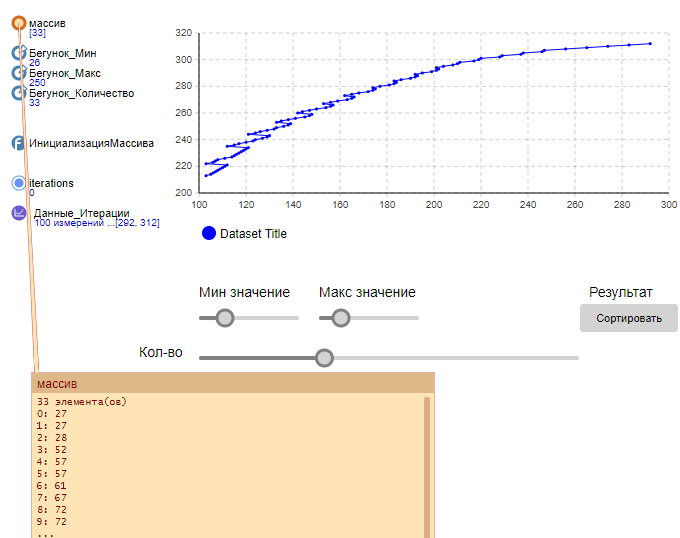 массив
[33]
Бегунок_Мин
26
Бегунок_Макс
250
Бегунок_Количество
33
ИнициализацияМассива
iterations
0
Данные_Итерации
100 измерений ...[292, 312]
320
300
280
260
240
220
200
100 120 140 160 180 200 220 240 260 280 300
Dataset Title
Мин значение Макс значение Результат
Сортировать
Кол-во
массив
33 элемента(ов)
0: 27
1: 27
2: 28
3: 52
4: 57
5: 57
6: 61
7: 67
8: 72
9: 72
...